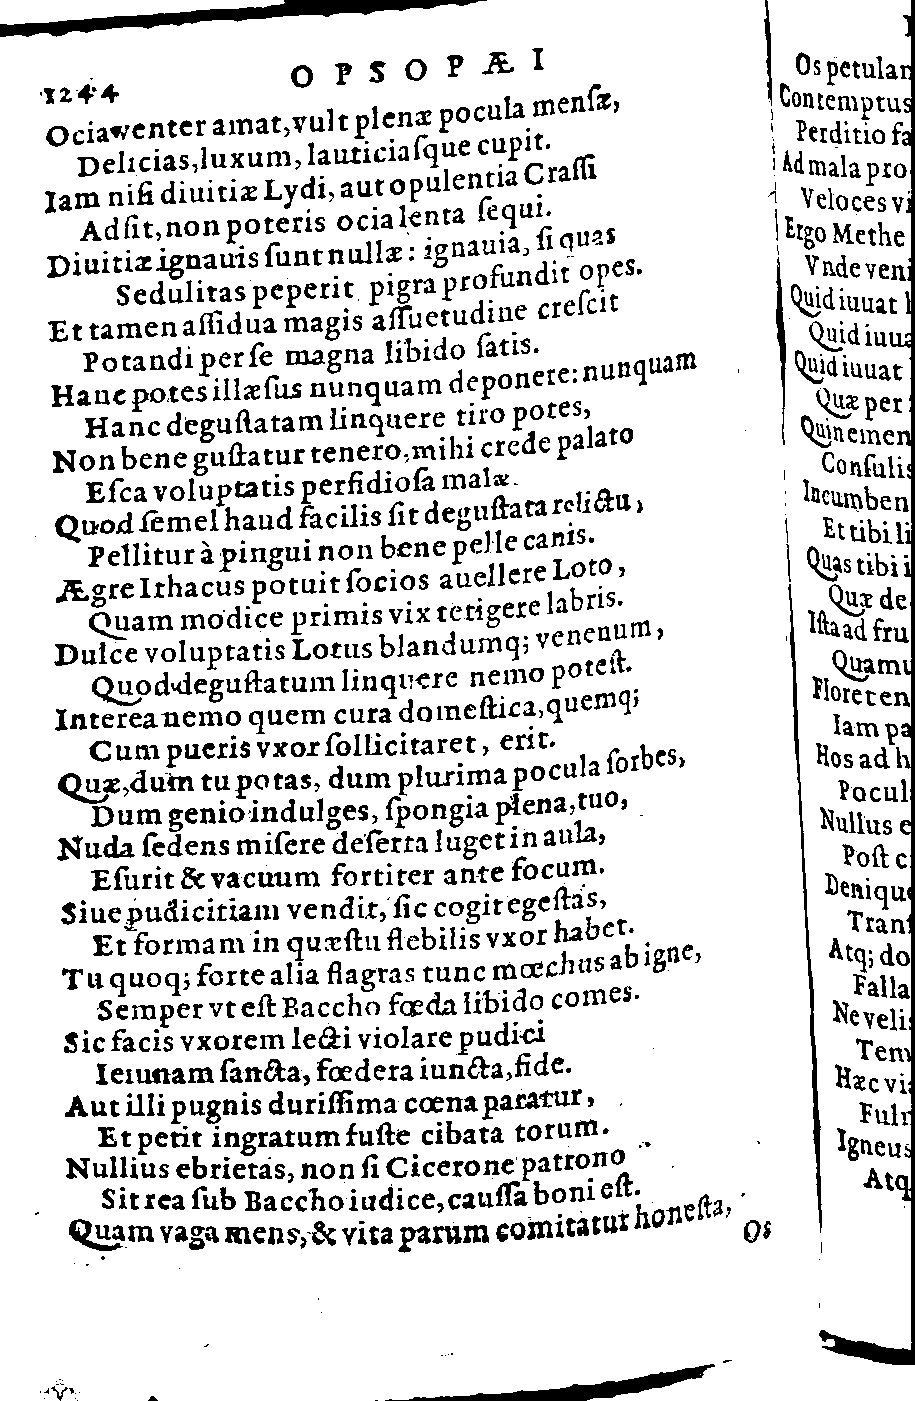 1244 OPSOPÆI
Ocia venter amat, vult plenæ pocula menſæ,
Delicias, luxum, lauticiaſque cupit.
Iam niſi diuitiæ Lydi, aut opulentia Craſſi
Adſit, non poteris ocia lenta ſequi.
Diuitiæ ignauis ſunt nullæ: ignauia, ſi quas
Sedulitas peperit pigra profundit opes.
Et tamen aſſidua magis aſſuetudine creſcit
Potandi per ſe magna libido ſatis.
Hanc potes illæſus nunquam deponere: nunquam
Hanc deguſtatam linquere tiro potes,
Non bene guſtatur tenero, mihi crede palato
Eſca voluptatis perfidioſa malæ.
Quod ſemel haud facilis ſit deguſtata relictu,
Pellitur à pingui non bene pelle canis.
Ægre Ithacus potuit ſocios auellere Loto,
Quam modice primis vix tetigere labris.
Dulce voluptatis Lotus blandumq; venenum,
Quod deguſtatum linquere nemo poteſt.
Interea nemo quem cura domeſtica, quemq;
Cum pueris vxor ſollicitaret, erit.
Quæ, dum tu potas, dum plurima pocula ſorbes,
Dum genio indulges, ſpongia plena, tuo,
Nuda ſedens miſere deſerta luget in aula,
Eſurit & vacuum fortiter ante focum.
Siue pudicitiam vendit, ſic cogit egeſtas,
Et formam in quæſtu flebilis vxor habet.
Tu quoq; forte alia flagras tunc mœchus ab igne,
Semper vt eſt Baccho fœda libido comes.
Sic facis vxorem lecti violare pudici
Ieiunam ſancta, fœdera iuncta, fide.
Aut illi pugnis duriſſima cœna paratur,
Et petit ingratum fuſte cibata torum.
Nullius ebrietas, non ſi Cicerone patrono
Sit rea ſub Baccho iudice, cauſſa boni eſt.
Quam vaga mens, & vita parum comitatur honeſta,
Os
Os petulan
Contemptus
Perditio fa
Ad mala pro
Veloces vi
Ergo Methe
Vnde veni
Quid iuuat l
Quid iuua
Quid iuuat
Quæ per
Quin emen
Conſulis
Incumben
Et tibi li
Quas tibi i
Quæ de
Iſta ad fru
Quamu
Floret en
Iam pa
Hos ad h
Pocul
Nullus e
Poſt ci
Denique
Tranſ
Atq; do
Falla
Ne velis
Tem
Hæc via
Fulm
Igneus
Atq